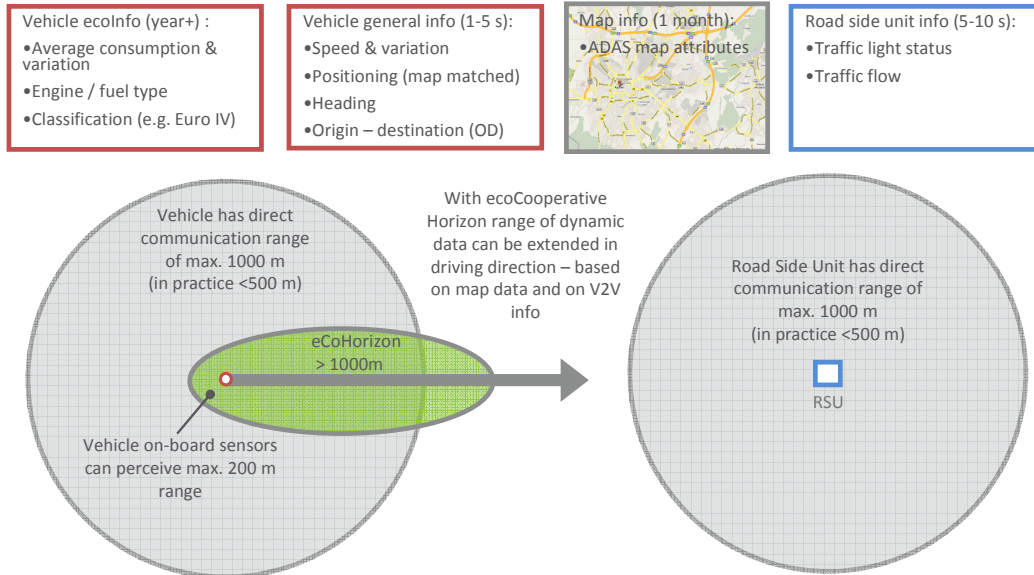 Vehicle ecoInfo (year+) :
•Average consumption &
variation
•Engine / fuel type
•Classification (e.g. Euro IV)
Vehicle general info (1-5 s):
•Speed & variation
•Positioning (map matched)
•Heading
•Origin – destination (OD)
Map info (1 month):
•ADAS map attributes
Road side unit info (5-10 s):
•Traffic light status
•Traffic flow
Vehicle has direct
communication range
of max. 1000 m
(in practice <500 m)
With ecoCooperative
Horizon range of dynamic
data can be extended in
driving direction – based
on map data and on V2V
info
Road Side Unit has direct
communication range of
max. 1000 m
(in practice <500 m)
eCoHorizon
> 1000m
RSU
Vehicle on-board sensors
can perceive max. 200 m
range